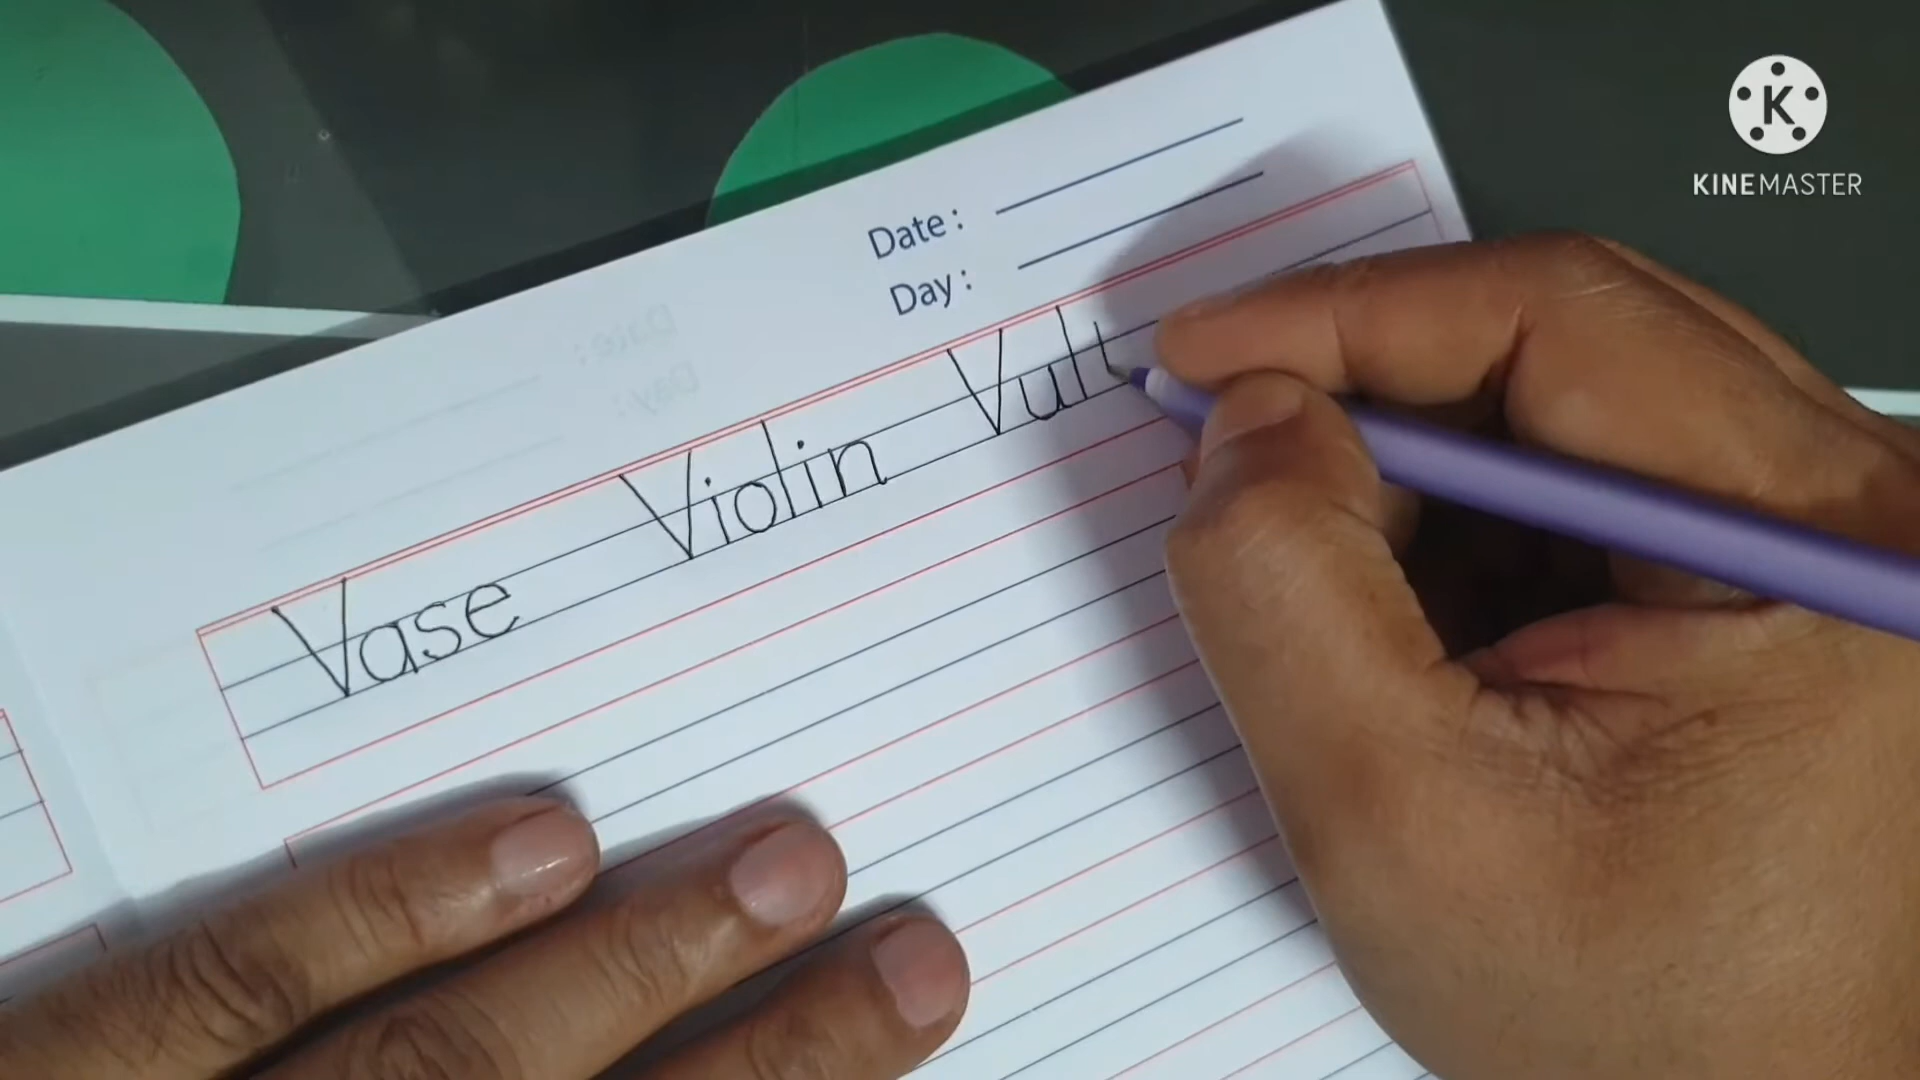 KINEMASTER
Date :
Day :
Vase Violin Vult